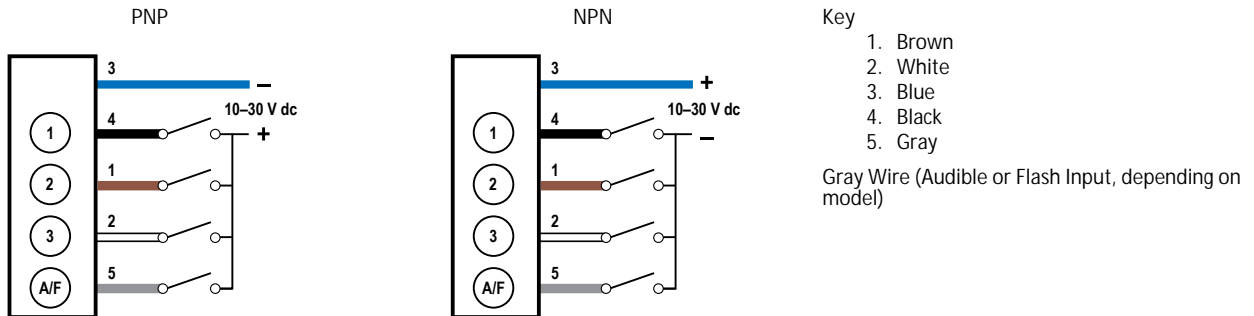 PNP
3
–
10–30 V dc
1
4
+
2
1
3
2
A/F
5
NPN
3
+
10–30 V dc
1
4
–
2
1
3
2
A/F
5
Key
1. Brown
2. White
3. Blue
4. Black
5. Gray
Gray Wire (Audible or Flash Input, depending on
model)